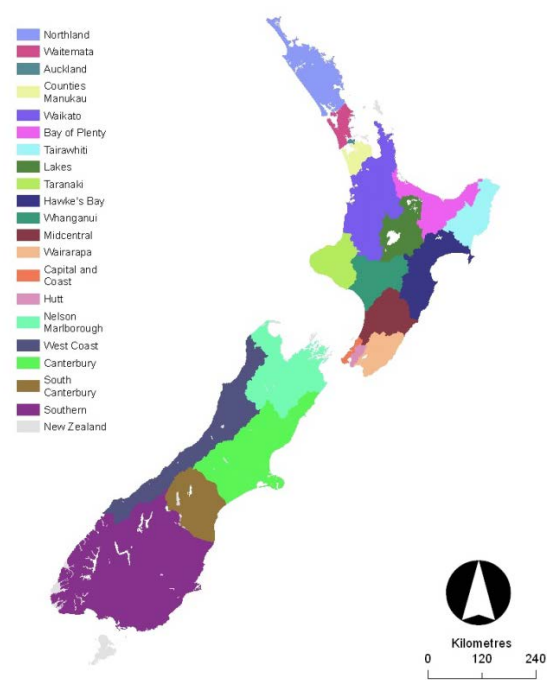 Northland
Waitemata
Auckland
Counties
Manukau
Waikato
Bay of Plenty
Tairawhiti
Lakes
Taranaki
Hawke's Bay
Whanganui
Midcentral
Wairarapa
Capital and
Coast
Hutt
Nelson
Marlborough
West Coast
Canterbury
South
Canterbury
Southern
New Zealand
Kilometres
0 120 240